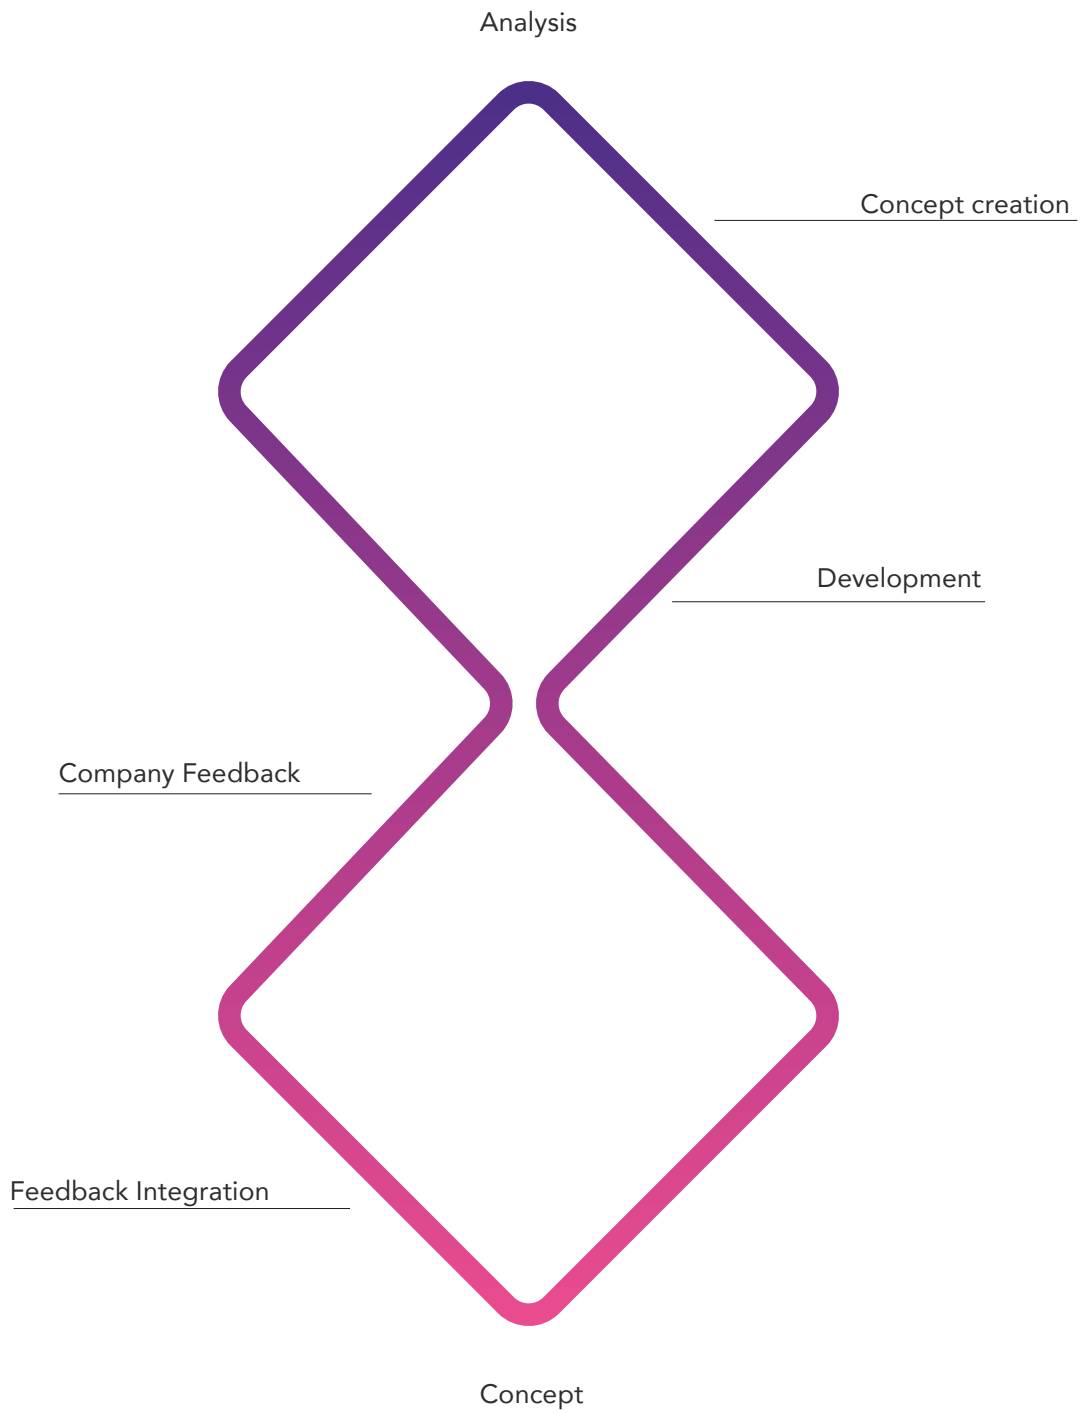 Analysis
Concept creation
Development
Company Feedback
Feedback Integration
Concept